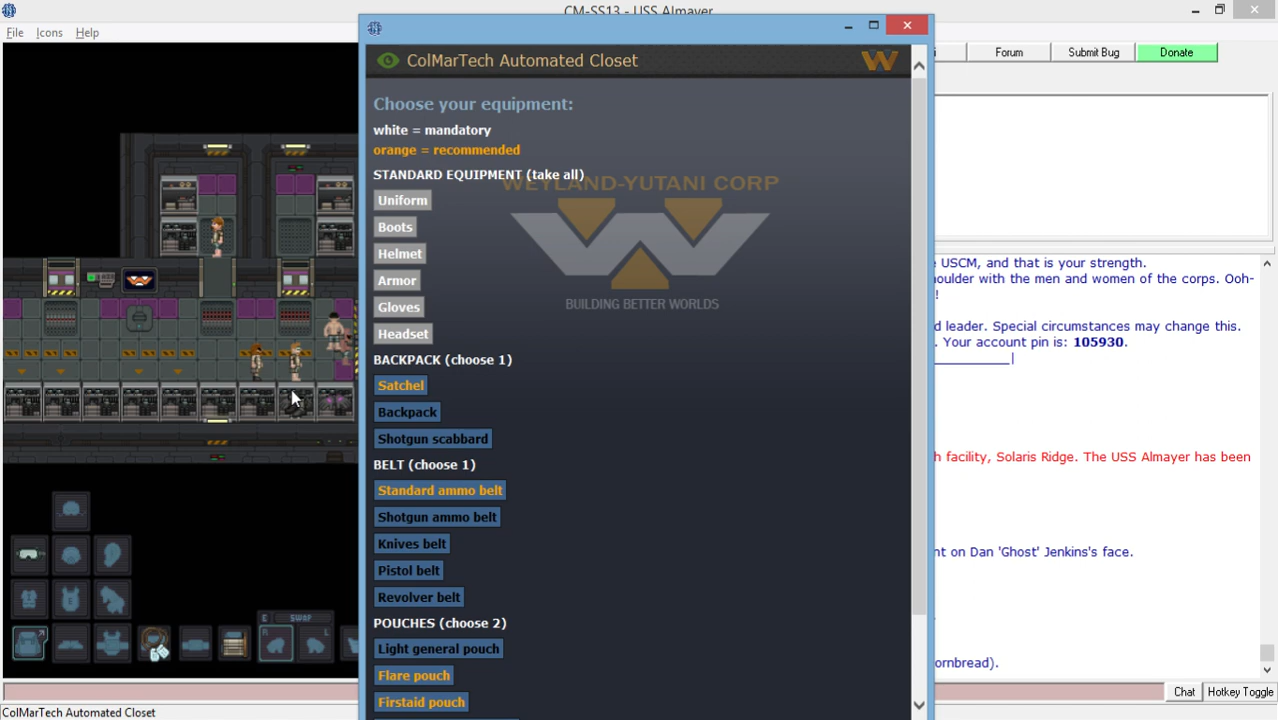 CM-SS13 - USS Almayer
File Icons Help
Forum
Submit Bug
Donate
ColMarTech Automated Closet
W
Choose your equipment:
white = mandatory
orange = recommended
STANDARD EQUIPMENT (take all)
WEYLAND-YUTANI CORP
BUILDING BETTER WORLDS
Uniform
Boots
Helmet
Armor
Gloves
Headset
BACKPACK (choose 1)
Satchel
Backpack
Shotgun scabbard
BELT (choose 1)
Standard ammo belt
Shotgun ammo belt
Knives belt
Pistol belt
Revolver belt
POUCHES (choose 2)
Light general pouch
Flare pouch
Firstaid pouch
USCM, and that is your strength.
oulder with the men and women of the corps. Ooh-
!
d leader. Special circumstances may change this.
. Your account pin is: 105930.
h facility, Solaris Ridge. The USS Almayer has been
nt on Dan 'Ghost' Jenkins's face.
ornbread).
E SWAP
R L
Chat
Hotkey Toggle
ColMarTech Automated Closet